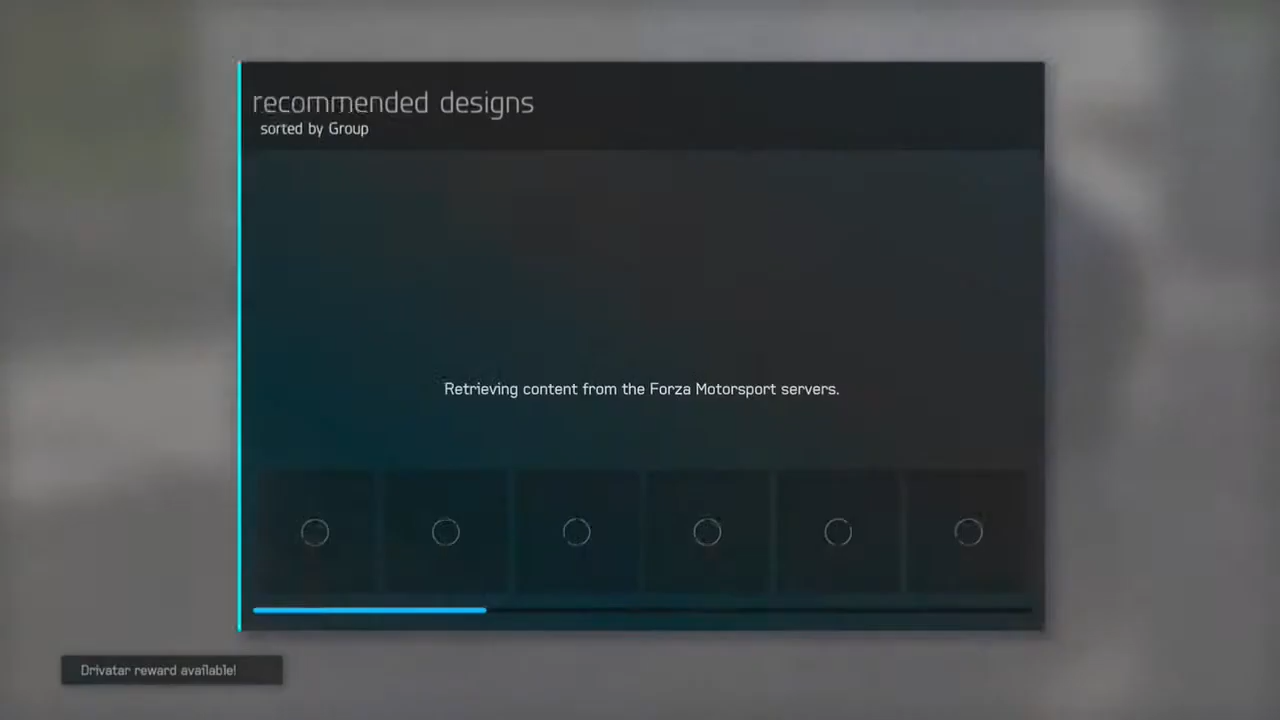 recommended designs
sorted by Group
Retrieving content from the Forza Motorsport servers.
Drivatar reward available!